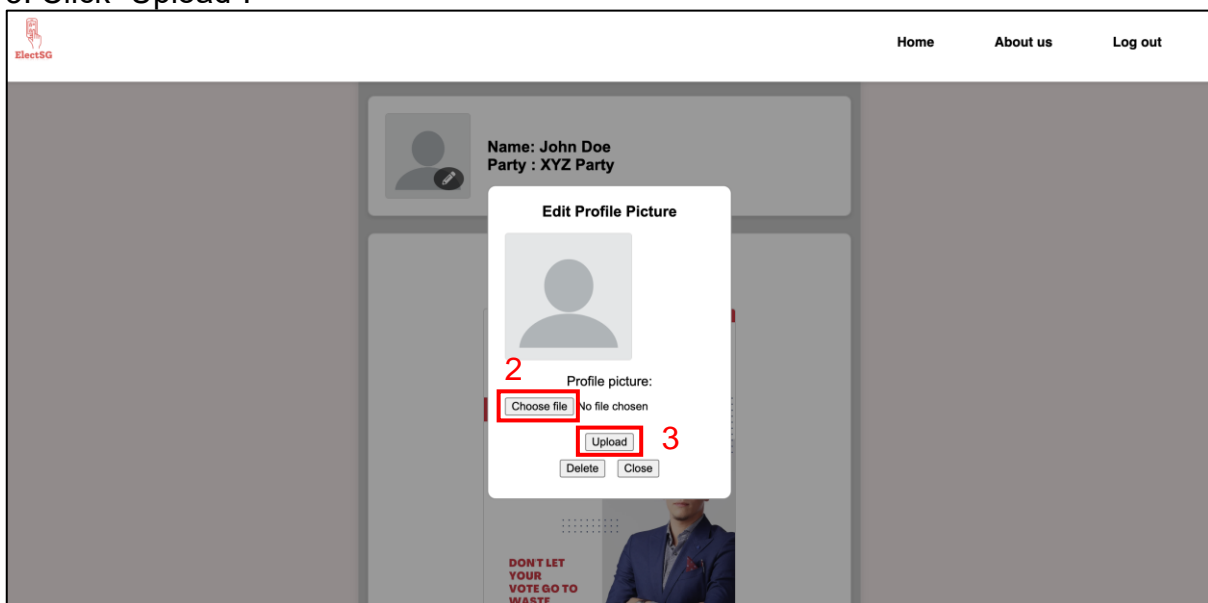 3. Click "Upload".
ElectSG
Home About us Log out
Name: John Doe
Party : XYZ Party
Edit Profile Picture
2
Profile picture:
Choose file No file chosen
Upload 3
Delete Close
DON'T LET
YOUR
VOTE GO TO
WASTE